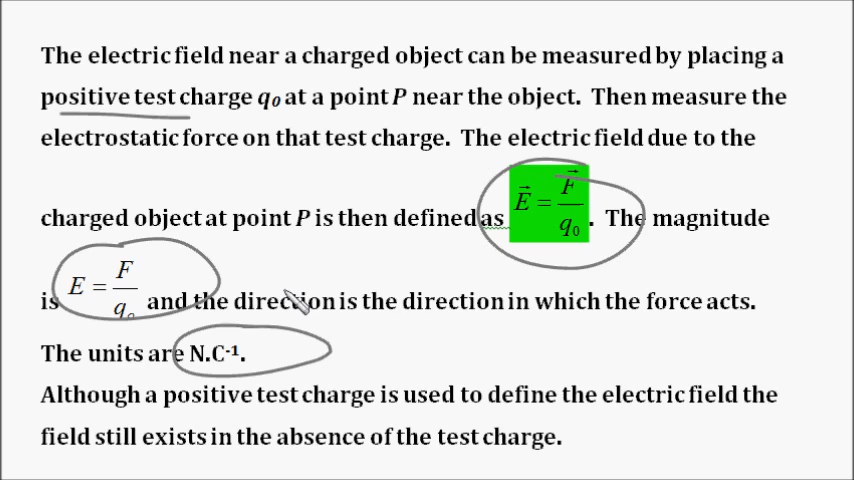 The electric field near a charged object can be measured by placing a
positive test charge q₀ at a point P near the object. Then measure the
electrostatic force on that test charge. The electric field due to the
charged object at point P is then defined as E⃗ = F⃗ / q₀ . The magnitude
is E = F / q₀ and the direction is the direction in which the force acts.
The units are N.C⁻¹.
Although a positive test charge is used to define the electric field the
field still exists in the absence of the test charge.